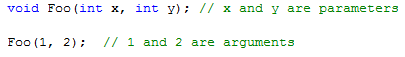 void Foo(int x, int y); // x and y are parameters
Foo(1, 2);  // 1 and 2 are arguments